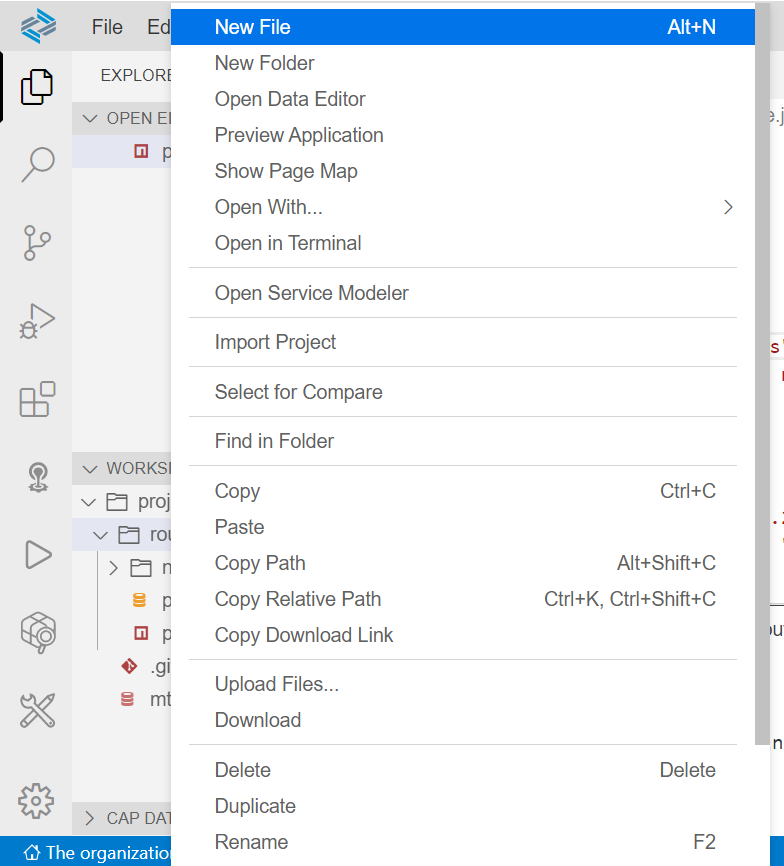 File
New File Alt+N
EXPLORE
New Folder
Open Data Editor
OPEN
Preview Application
Show Page Map
Open With...
Open in Terminal
Open Service Modeler
Import Project
Select for Compare
Find in Folder
WORKS
Copy Ctrl+C
proj
Paste
rou
Copy Path Alt+Shift+C
Copy Relative Path Ctrl+K, Ctrl+Shift+C
Copy Download Link
.gi
Upload Files...
mt
Download
Delete Delete
Duplicate
CAP DAT
Rename F2
The organization